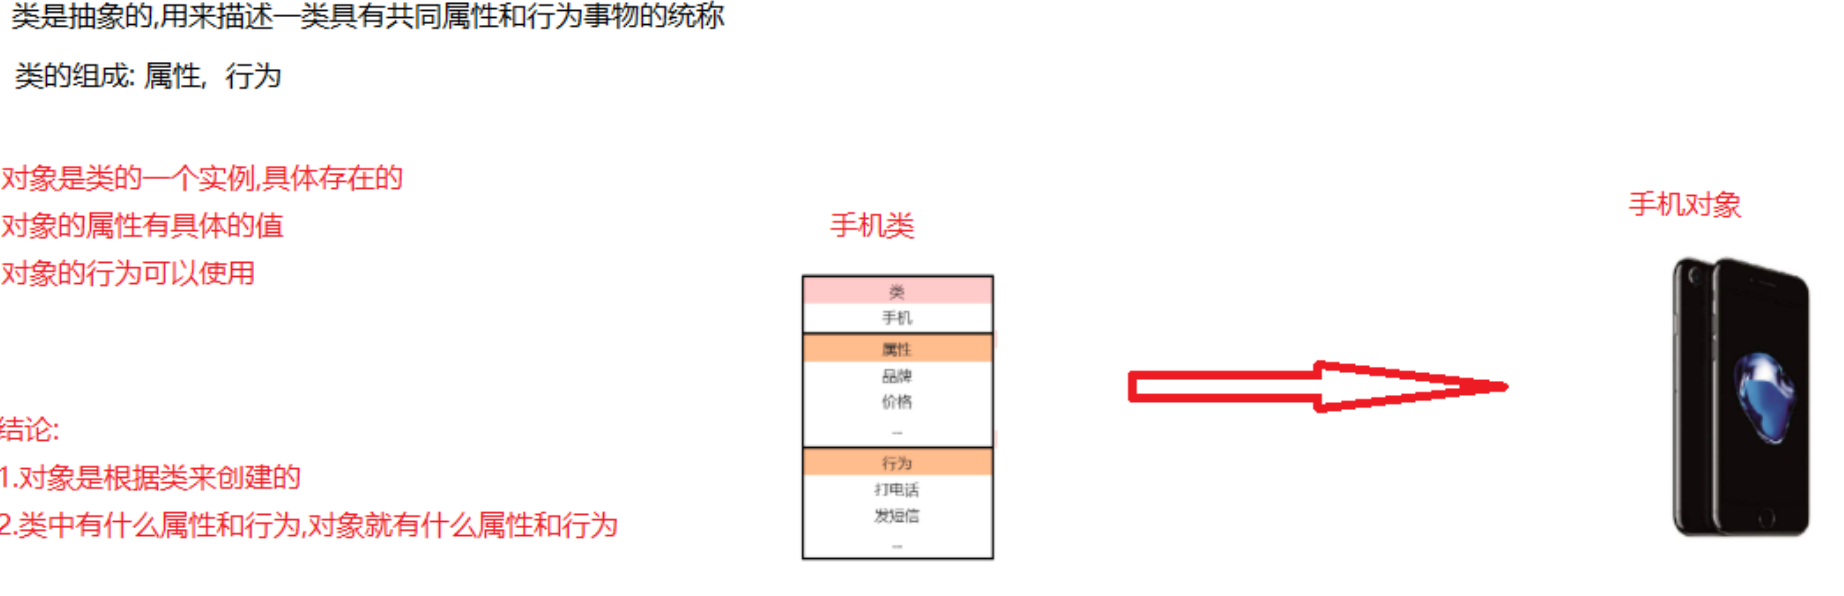 类是抽象的,用来描述一类具有共同属性和行为事物的统称
类的组成: 属性, 行为
对象是类的一个实例,具体存在的
对象的属性有具体的值
对象的行为可以使用
结论:
1.对象是根据类来创建的
2.类中有什么属性和行为,对象就有什么属性和行为
手机类
类
手机
属性
品牌
价格
...
行为
打电话
发短信
...
手机对象